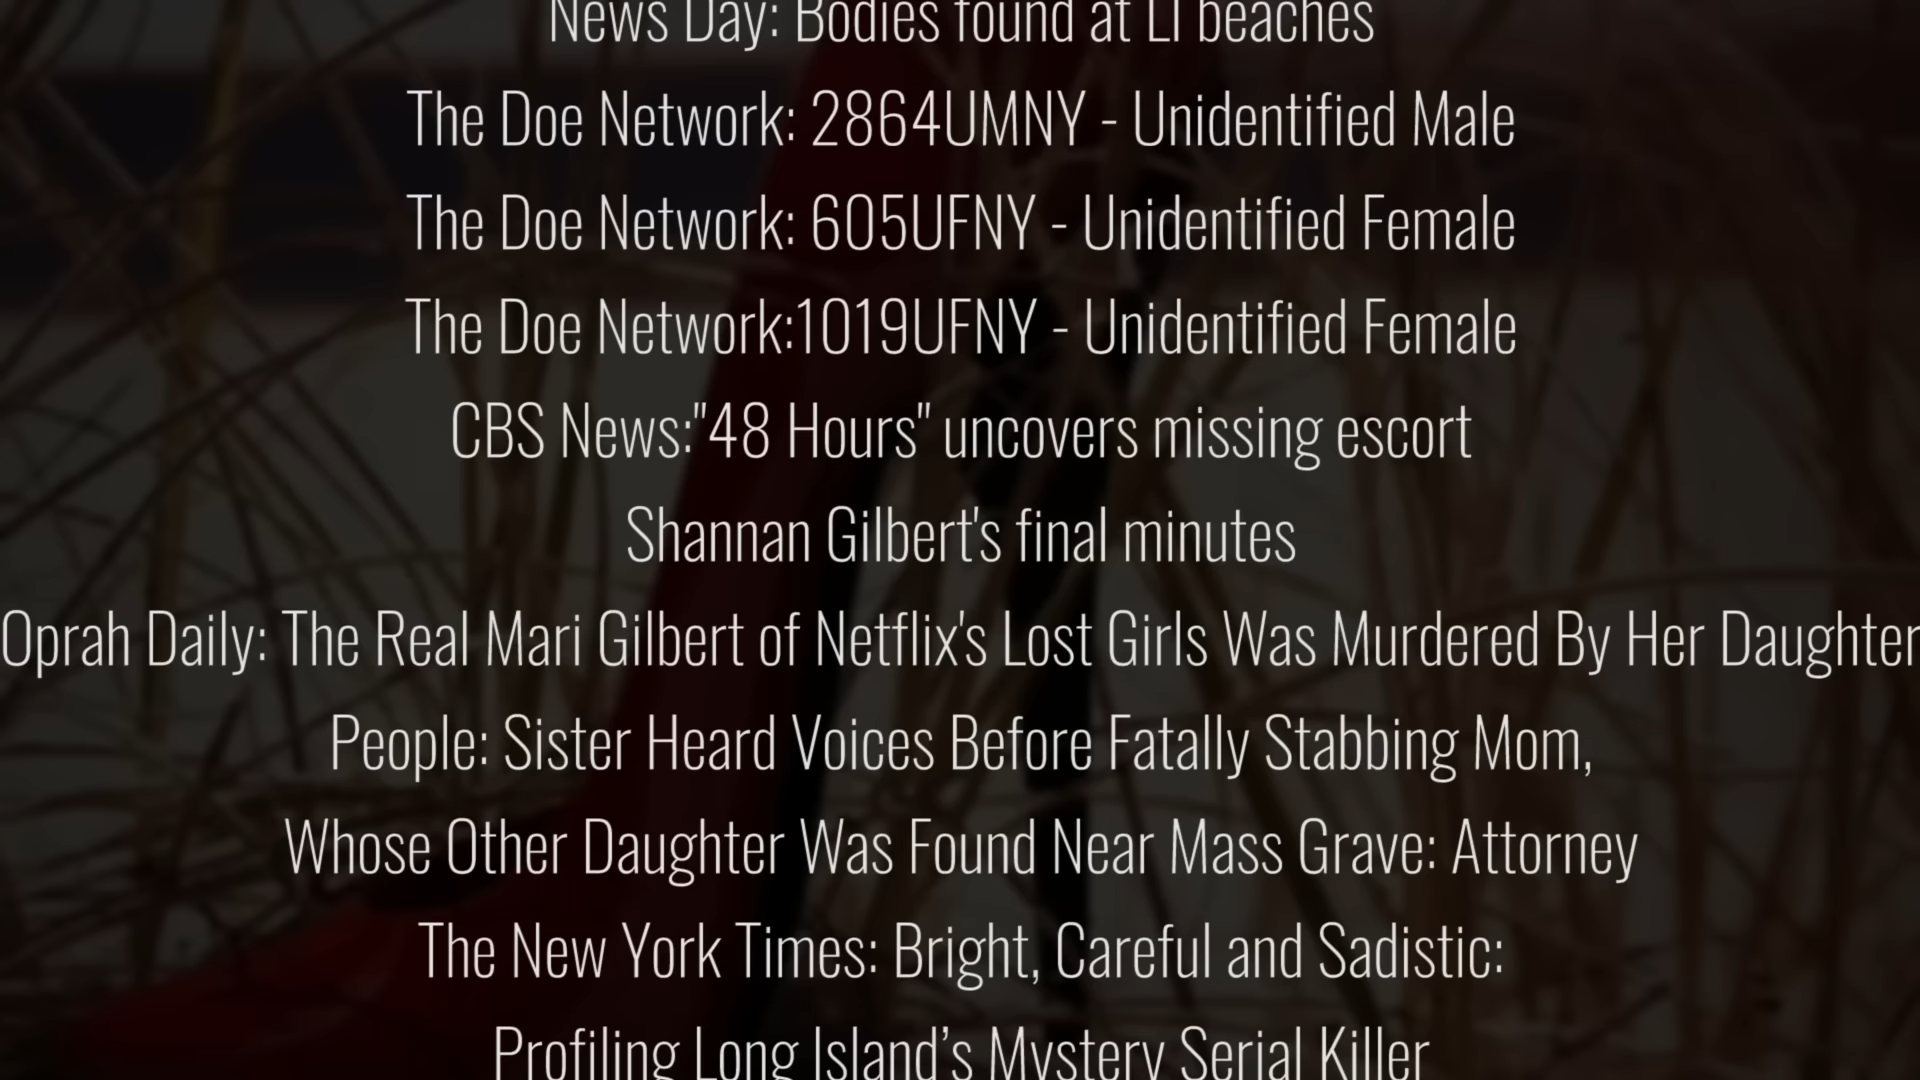 News Day: Bodies found at LI beaches
The Doe Network: 2864UMNY - Unidentified Male
The Doe Network: 605UFNY - Unidentified Female
The Doe Network:1019UFNY - Unidentified Female
CBS News:"48 Hours" uncovers missing escort
Shannan Gilbert's final minutes
Oprah Daily: The Real Mari Gilbert of Netflix's Lost Girls Was Murdered By Her Daughter
People: Sister Heard Voices Before Fatally Stabbing Mom,
Whose Other Daughter Was Found Near Mass Grave: Attorney
The New York Times: Bright, Careful and Sadistic:
Profiling Long Island’s Mystery Serial Killer